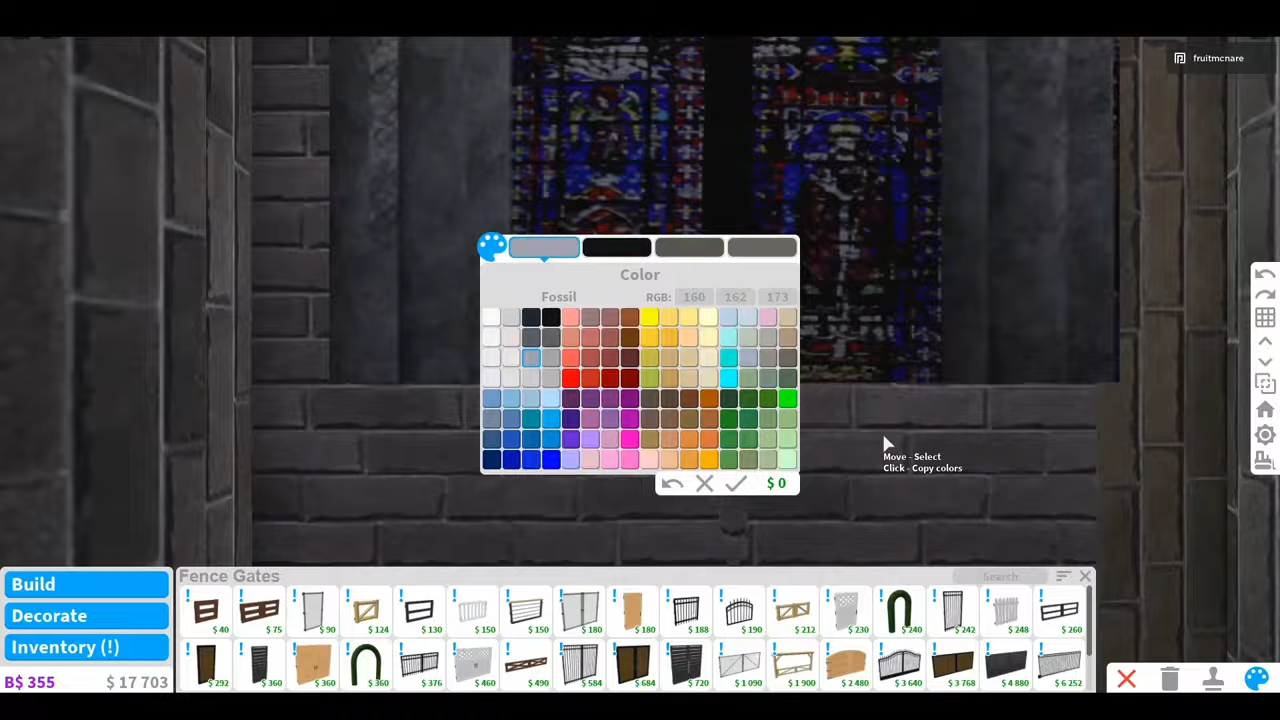 fruitmcnare
Color
Fossil RGB: 160 162 173
Move - Select
Click - Copy colors
$ 0
Build
Decorate
Inventory (!)
B$ 355 $ 17 703
Fence Gates Search
! ! ! ! ! ! ! ! ! ! ! ! ! ! ! ! !
$ 40 $ 75 $ 90 $ 124 $ 130 $ 150 $ 150 $ 180 $ 180 $ 188 $ 190 $ 212 $ 230 $ 240 $ 242 $ 248 $ 260
! ! ! ! ! ! ! ! ! ! ! ! ! ! ! ! !
$ 292 $ 360 $ 360 $ 360 $ 376 $ 460 $ 490 $ 584 $ 684 $ 720 $ 1 090 $ 1 900 $ 2 480 $ 3 640 $ 3 768 $ 4 880 $ 6 252